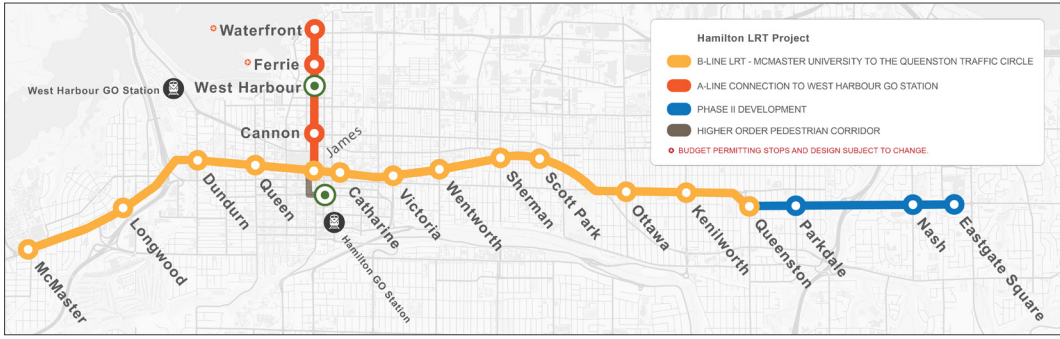 Waterfront
Ferrie
West Harbour GO Station
West Harbour
Cannon
James
McMaster
Longwood
Dundurn
Queen
Catharine
Hamilton GO Station
Victoria
Wentworth
Sherman
Scott Park
Ottawa
Kenilworth
Queenston
Parkdale
Nash
Eastgate Square
Hamilton LRT Project
B-LINE LRT - MCMASTER UNIVERSITY TO THE QUEENSTON TRAFFIC CIRCLE
A-LINE CONNECTION TO WEST HARBOUR GO STATION
PHASE II DEVELOPMENT
HIGHER ORDER PEDESTRIAN CORRIDOR
BUDGET PERMITTING STOPS AND DESIGN SUBJECT TO CHANGE.